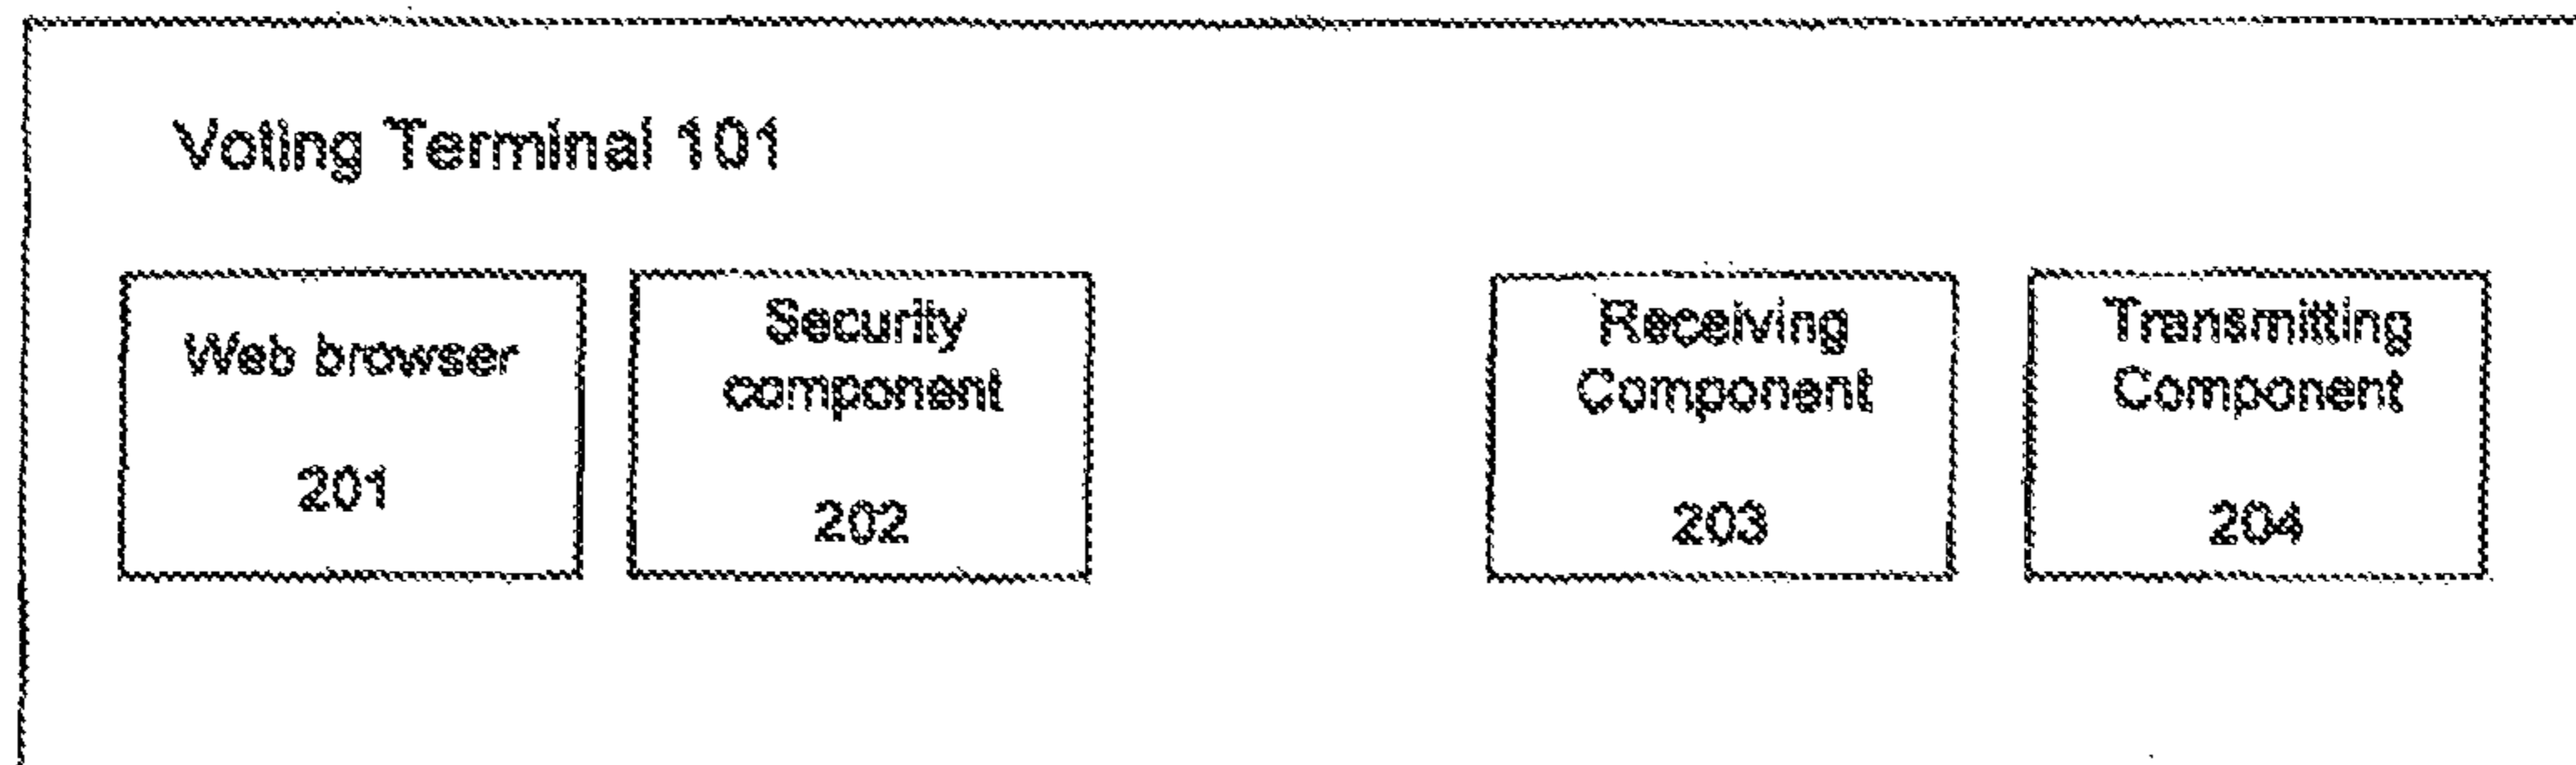 Voting Terminal 101
Web browser
201
Security
component
202
Receiving
Component
203
Transmitting
Component
204